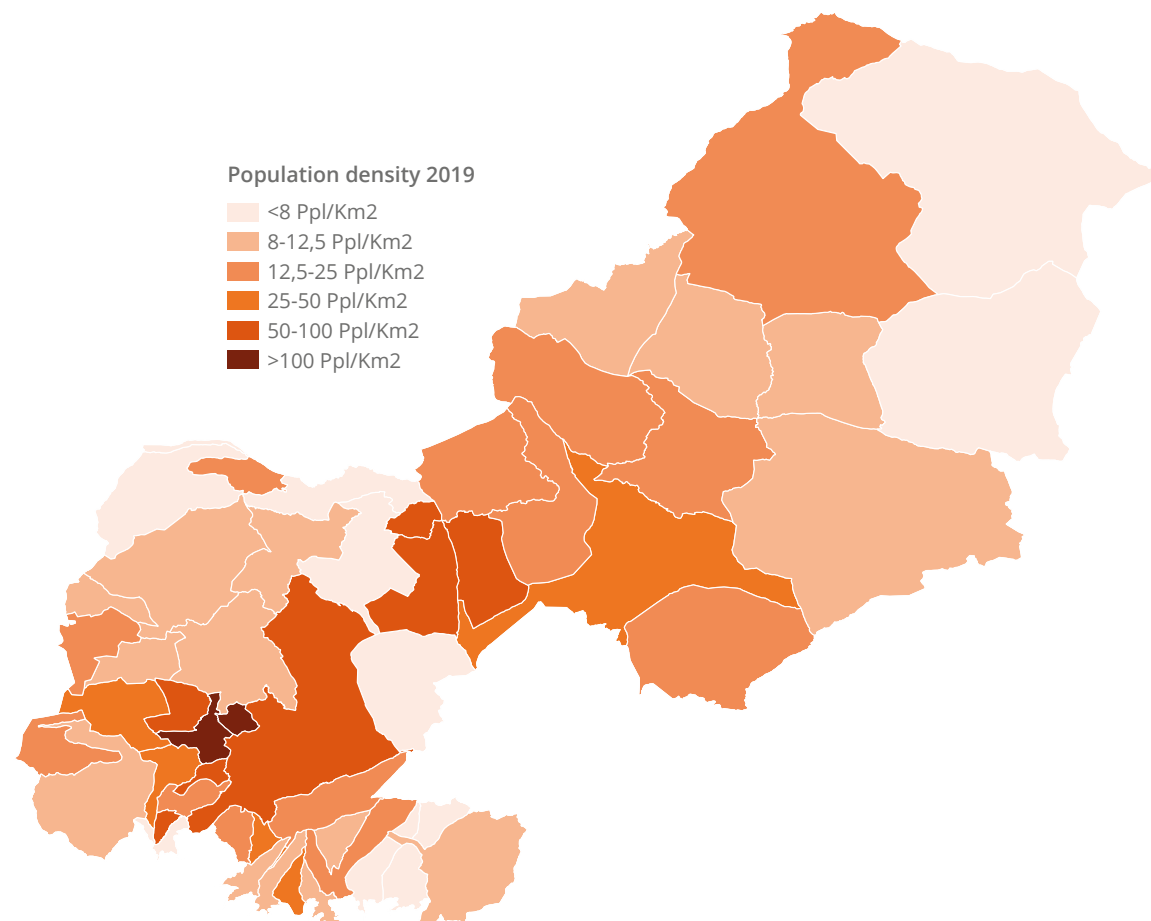 Population density 2019
<8 Ppl/Km2
8-12,5 Ppl/Km2
12,5-25 Ppl/Km2
25-50 Ppl/Km2
50-100 Ppl/Km2
>100 Ppl/Km2